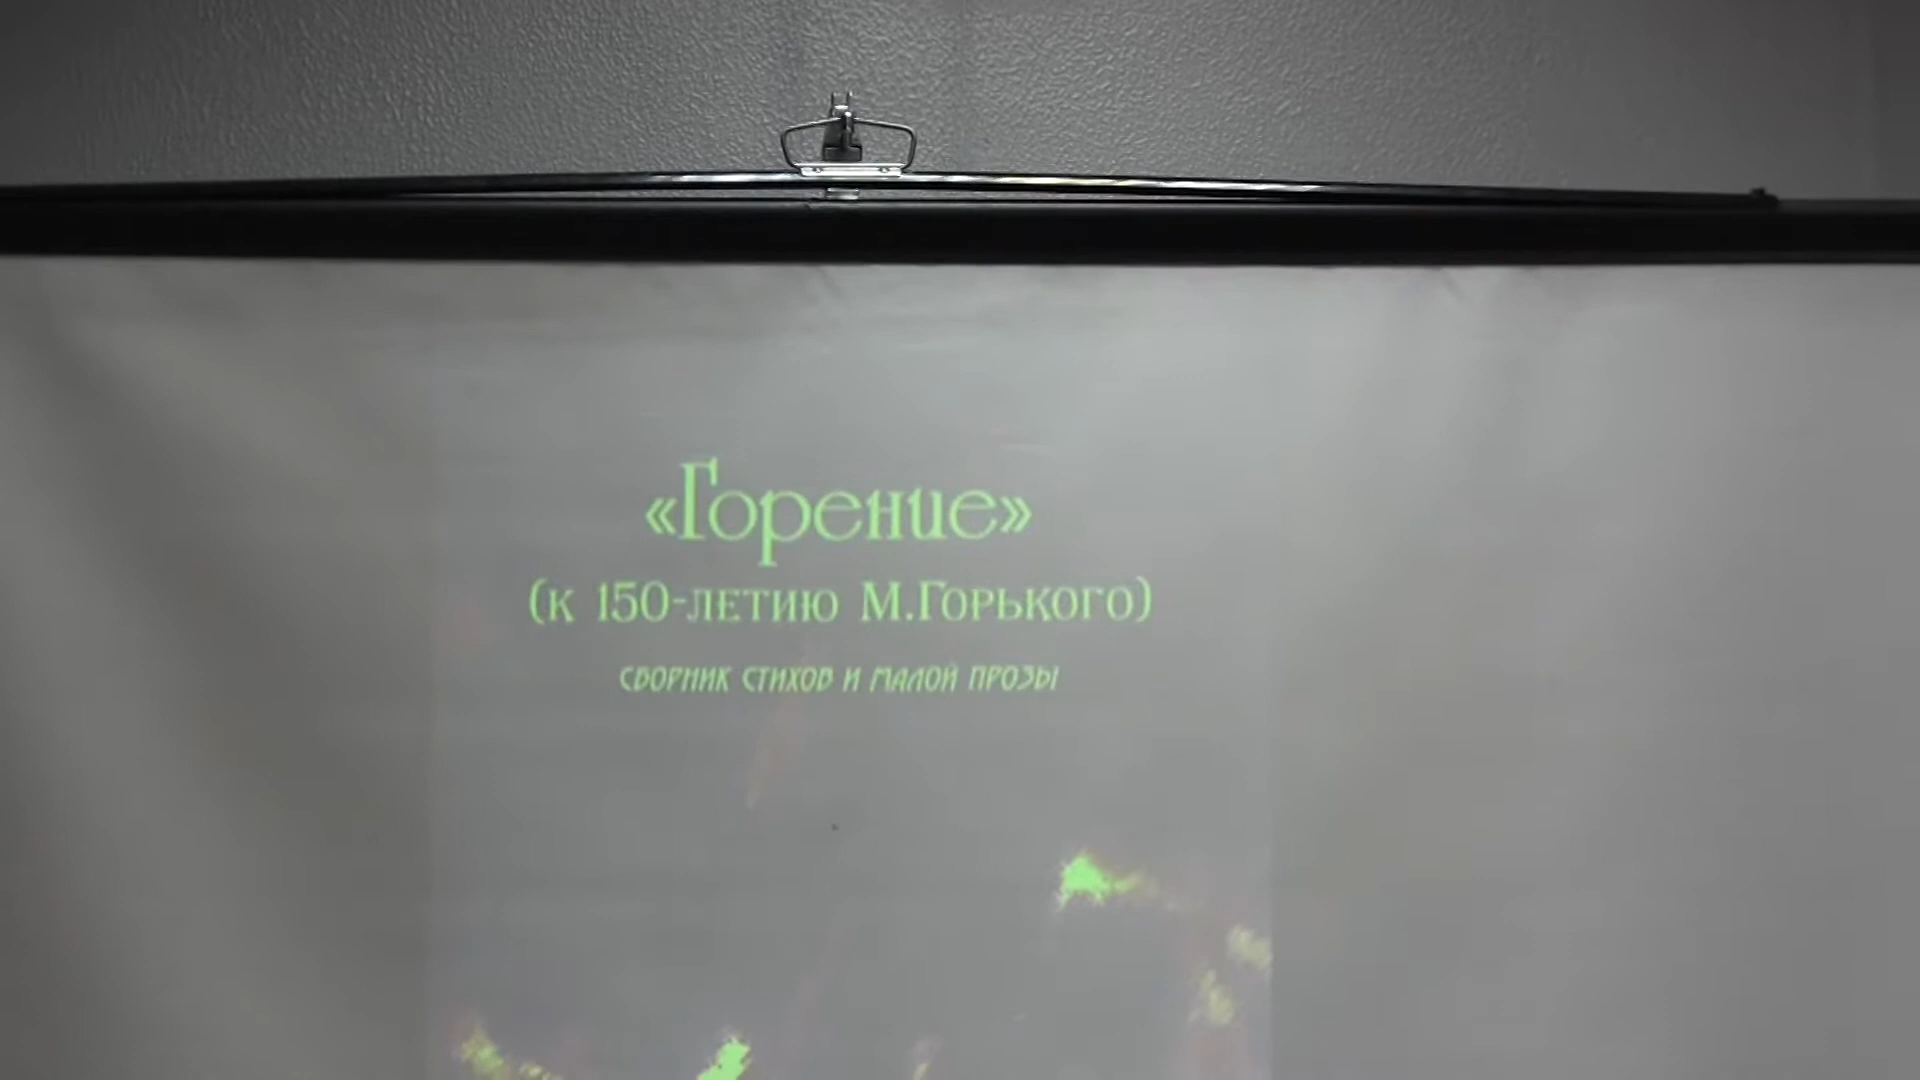 «Горение»
(к 150-летию М.Горького)
сборник стихов и малой прозы